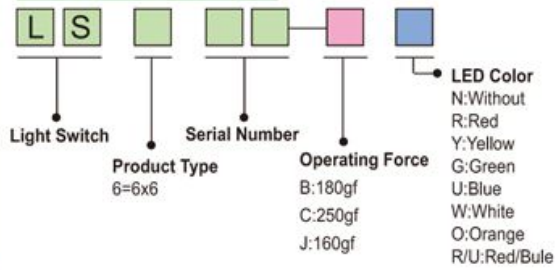 L S
LED Color
N:Without
R:Red
Y:Yellow
G:Green
U:Blue
W:White
O:Orange
R/U:Red/Bule
Light Switch
Serial Number
Product Type
6=6x6
Operating Force
B:180gf
C:250gf
J:160gf